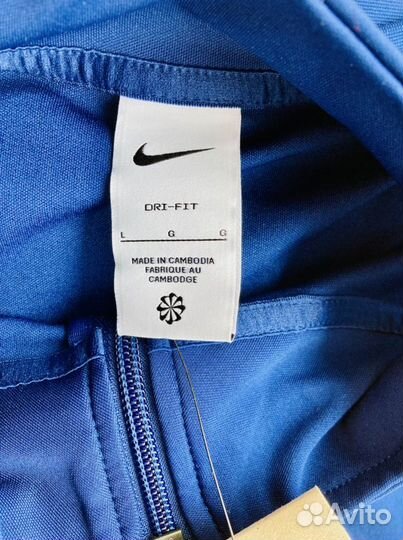 DRI-FIT
L G G
MADE IN CAMBODIA
FABRIQUE AU
CAMBODGE
Avito